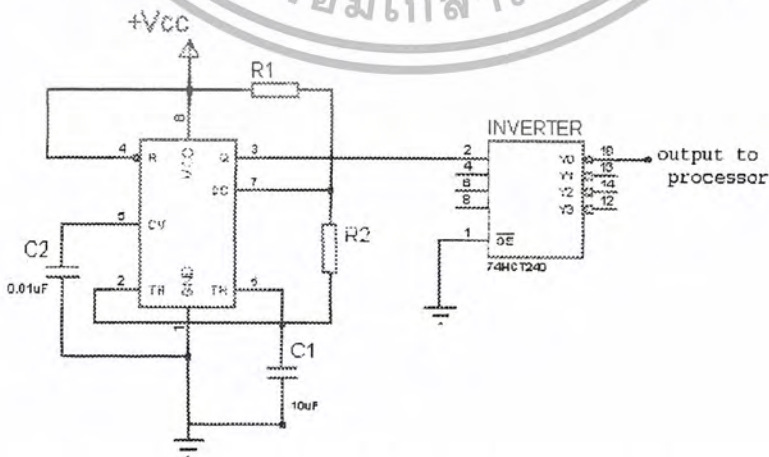 +Vcc
R1
8
4
R
VCC
Q
3
DC
7
5
CV
C2
0.01uF
2
TR
GND
TH
1
R2
C1
10uF
INVERTER
2
4
6
8
1
OE
Y0
Y1
Y2
Y3
18
14
12
74HCT240
output to
processor